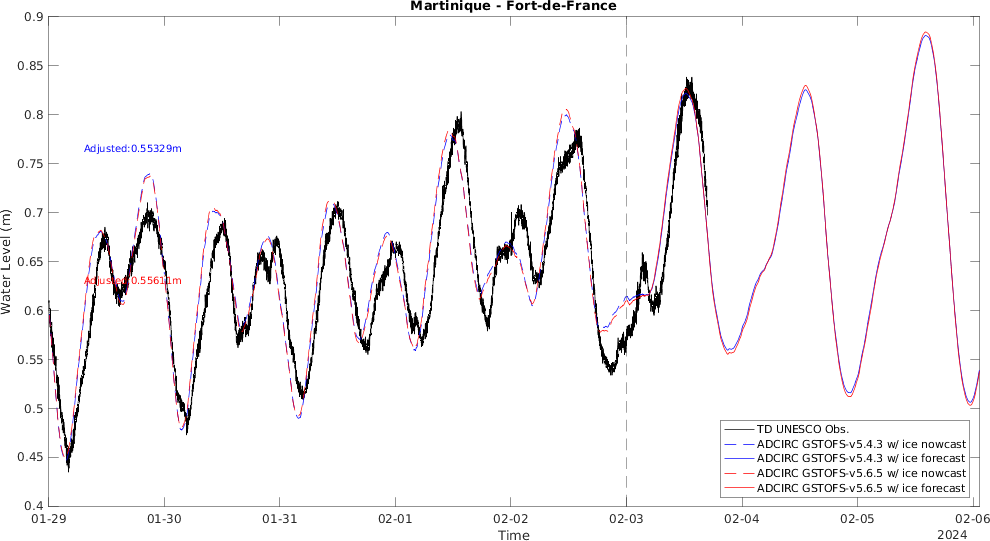 Martinique - Fort-de-France
0.9
0.85
0.8
0.75
0.7
0.65
0.6
0.55
0.5
0.45
0.4
Water Level (m)
Adjusted:0.55329m
Adjusted:0.55611m
TD UNESCO Obs.
ADCIRC GSTOFS-v5.4.3 w/ ice nowcast
ADCIRC GSTOFS-v5.4.3 w/ ice forecast
ADCIRC GSTOFS-v5.6.5 w/ ice nowcast
ADCIRC GSTOFS-v5.6.5 w/ ice forecast
01-29 01-30 01-31 02-01 02-02 02-03 02-04 02-05 02-06
Time
2024